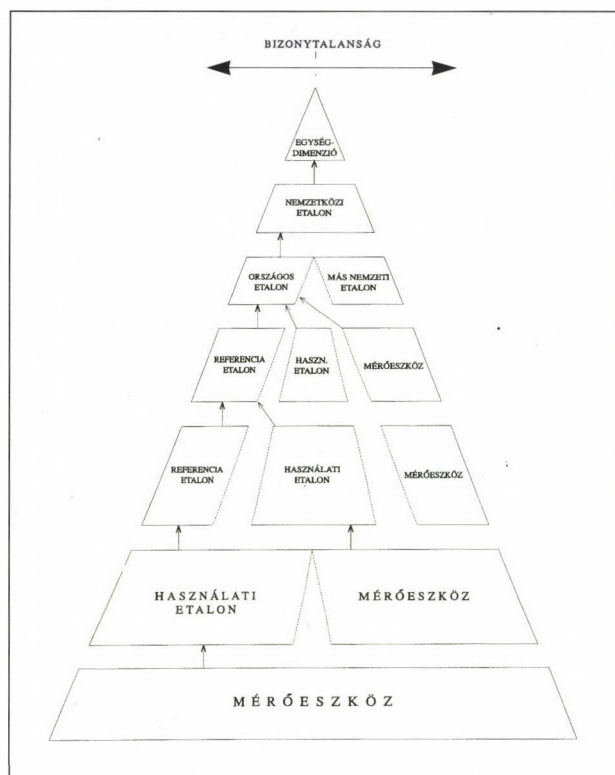 BIZONYTALANSÁG
EGYSÉG-
DIMENZIÓ
NEMZETKÖZI
ETALON
ORSZÁGOS
ETALON
MÁS NEMZETI
ETALON
REFERENCIA
ETALON
HASZN.
ETALON
MÉRŐESZKÖZ
REFERENCIA
ETALON
HASZNÁLATI
ETALON
MÉRŐESZKÖZ
HASZNÁLATI
ETALON
MÉRŐESZKÖZ
MÉRŐESZKÖZ